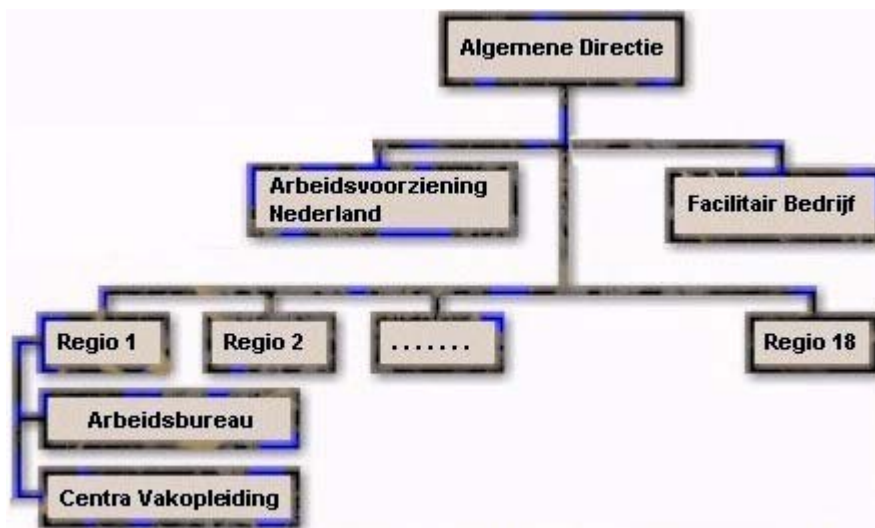 Algemene Directie
Arbeidsvoorziening
Nederland
Facilitair Bedrijf
Regio 1
Regio 2
.......
Regio 18
Arbeidsbureau
Centra Vakopleiding